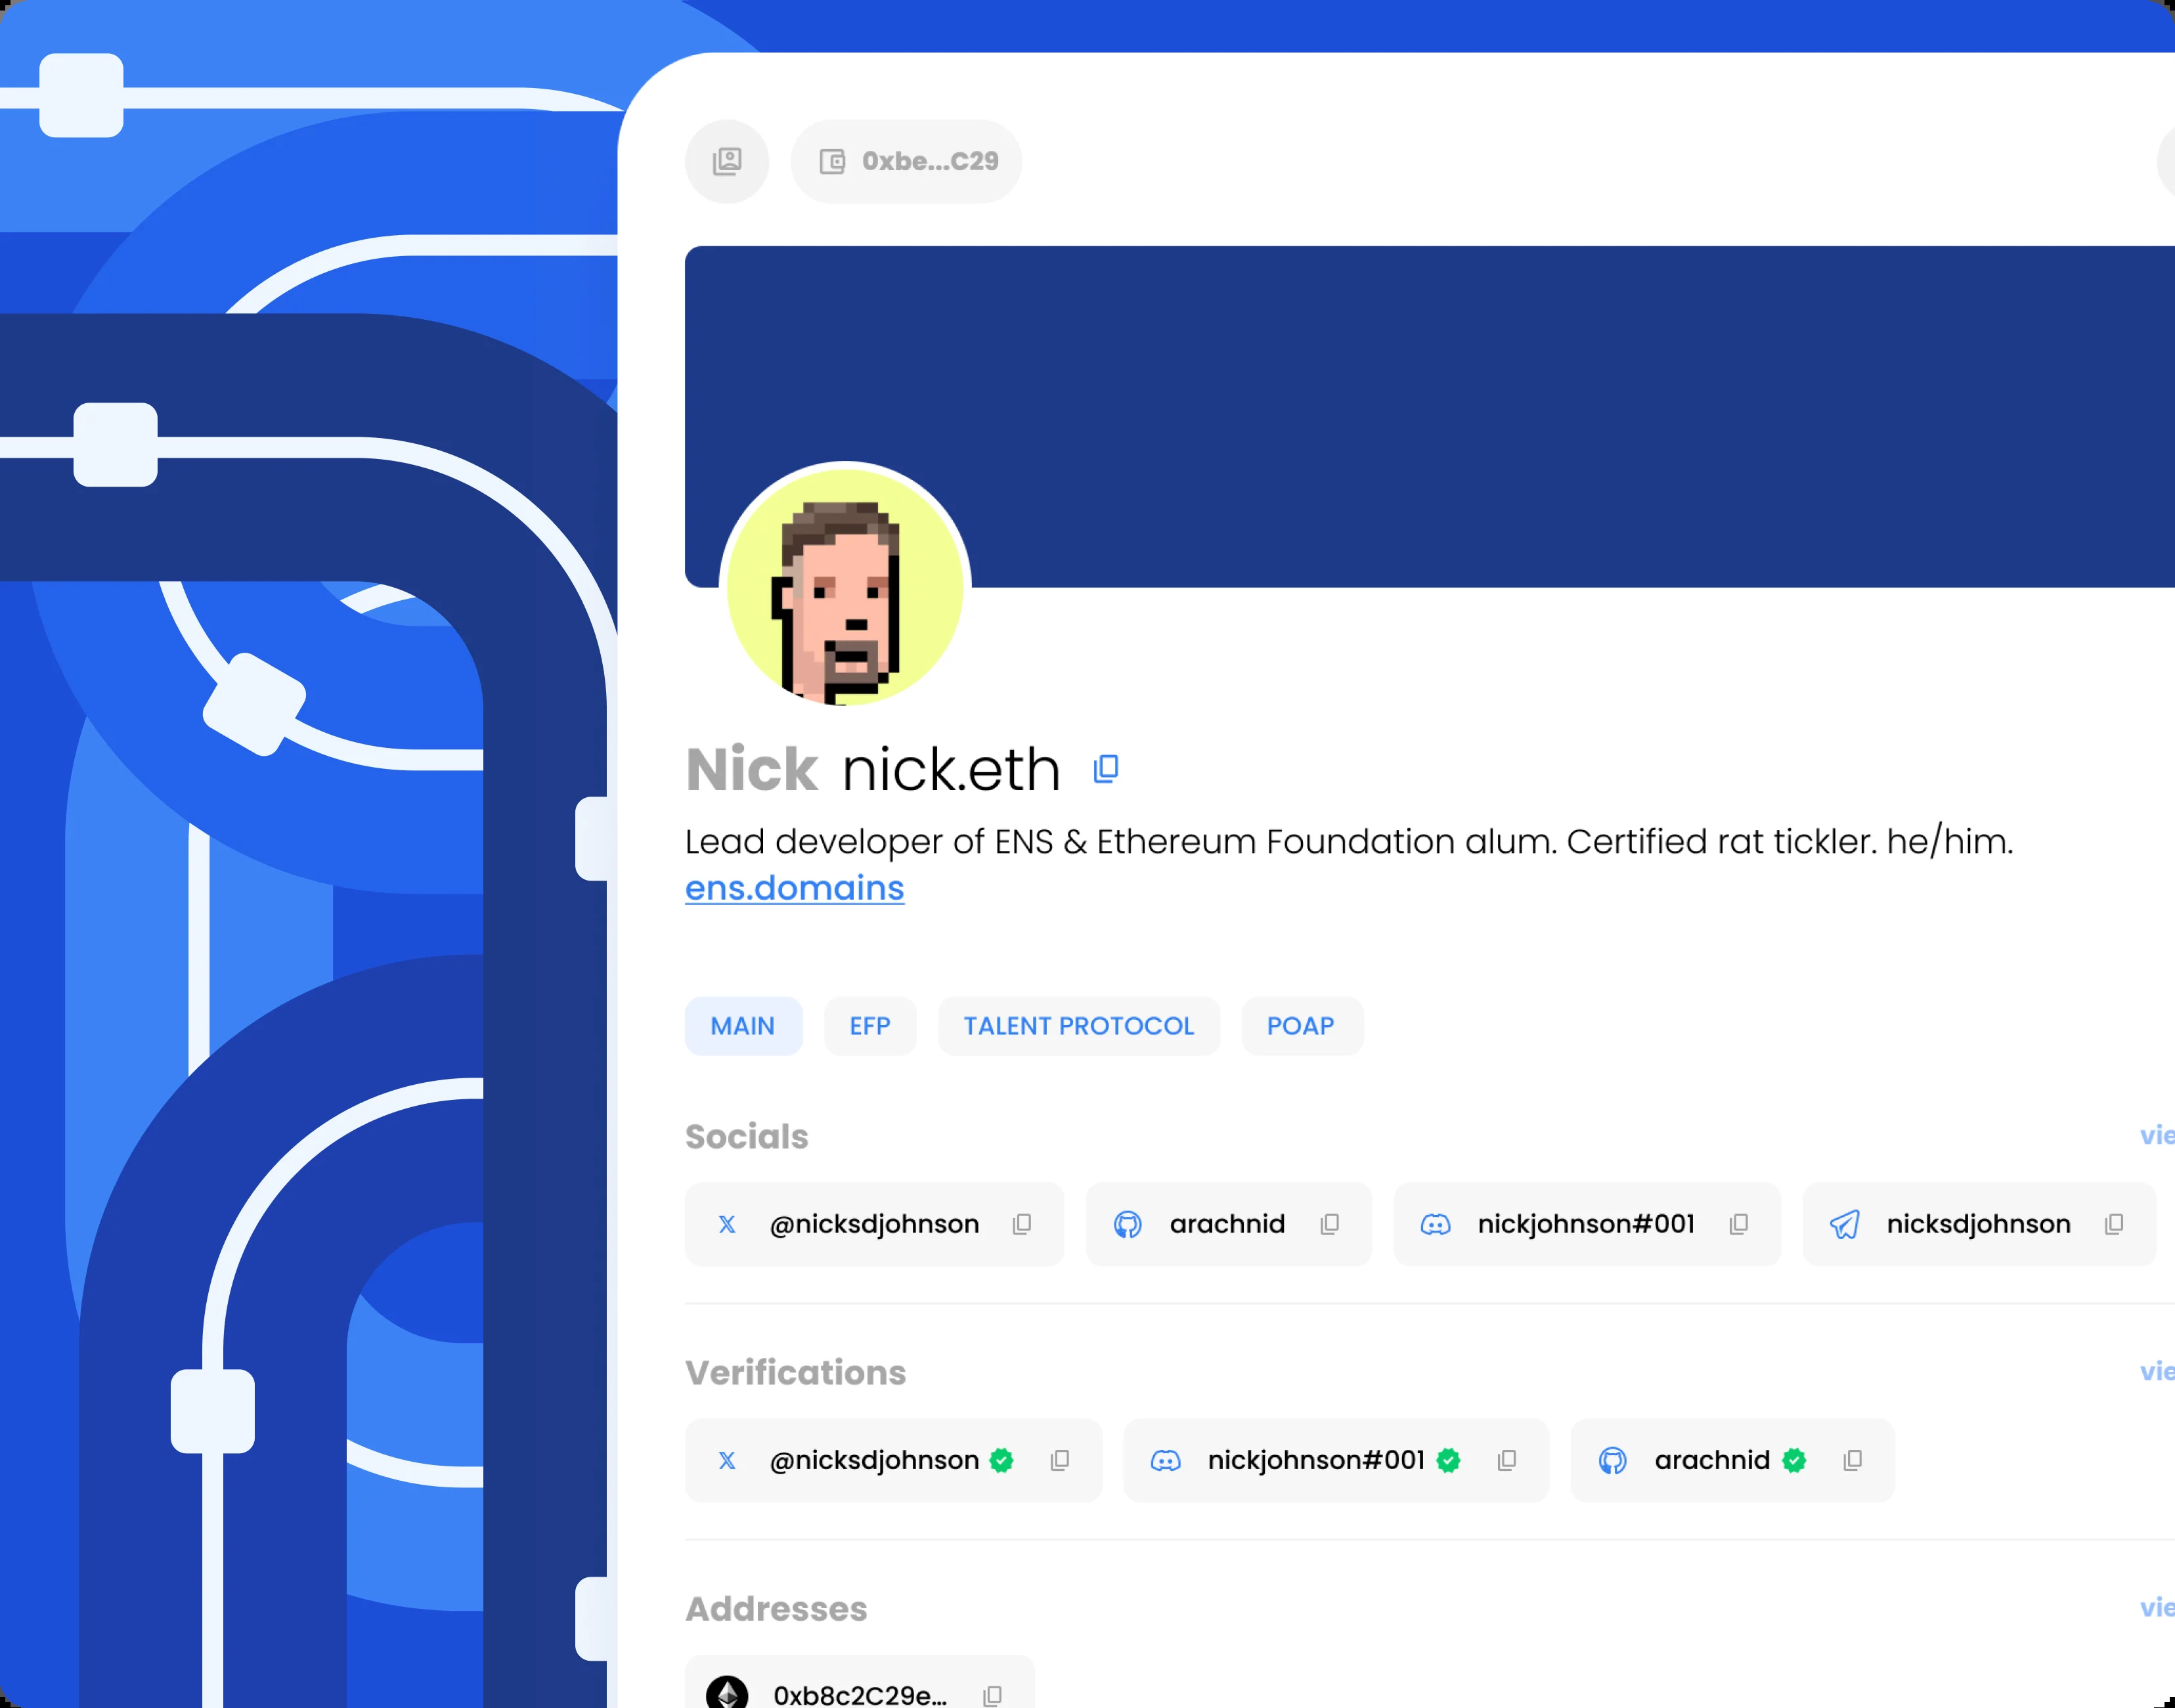 0xbe...C29
Nick nick.eth
Lead developer of ENS & Ethereum Foundation alum. Certified rat tickler. he/him.
ens.domains
MAIN EFP TALENT PROTOCOL POAP
Socials vie
@nicksdjohnson arachnid nickjohnson#001 nicksdjohnson
Verifications vie
@nicksdjohnson nickjohnson#001 arachnid
Addresses vie
0xb8c2C29e...